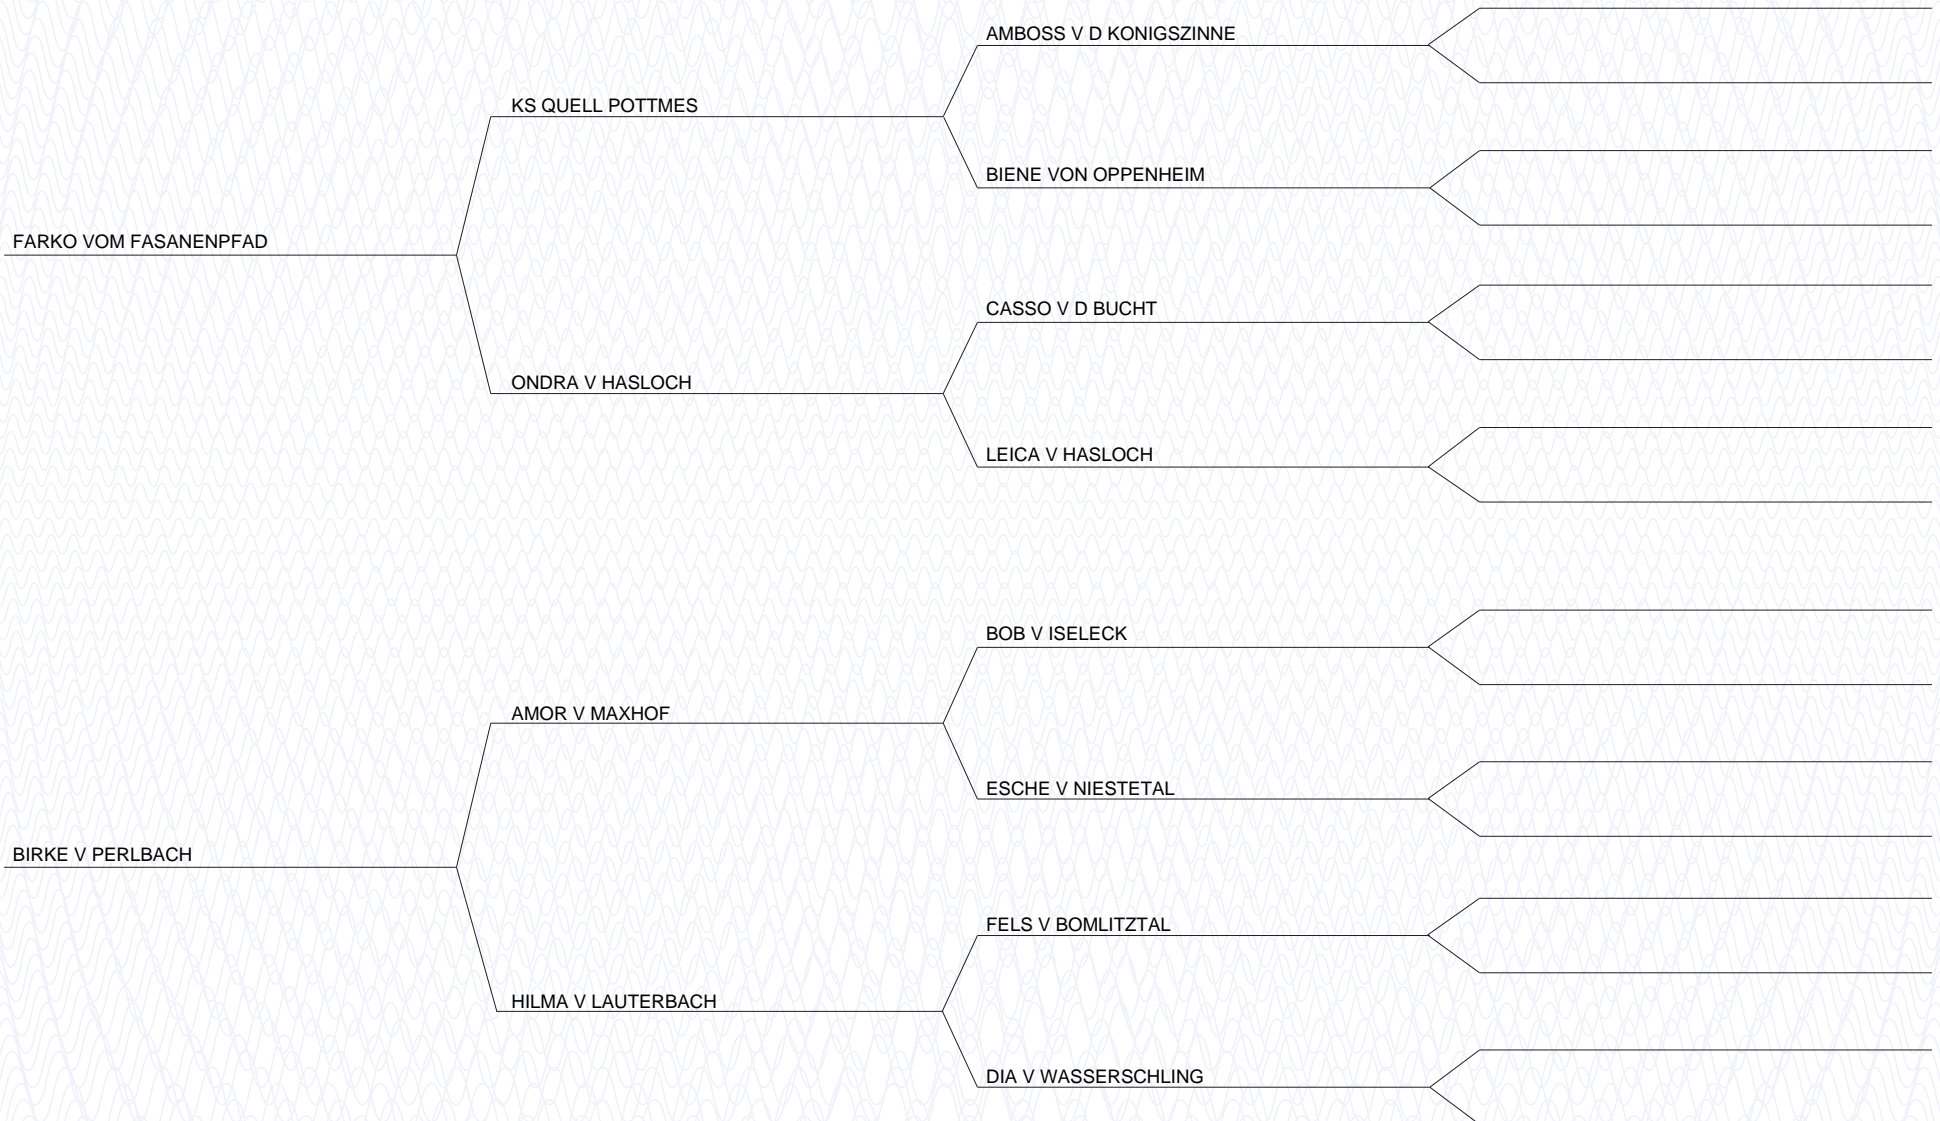 AMBOSS V D KONIGSZINNE
KS QUELL POTTMES
BIENE VON OPPENHEIM
FARKO VOM FASANENPFAD
CASSO V D BUCHT
ONDRA V HASLOCH
LEICA V HASLOCH
BOB V ISELECK
AMOR V MAXHOF
ESCHE V NIESTETAL
BIRKE V PERLBACH
FELS V BOMLITZTAL
HILMA V LAUTERBACH
DIA V WASSERSCHLING